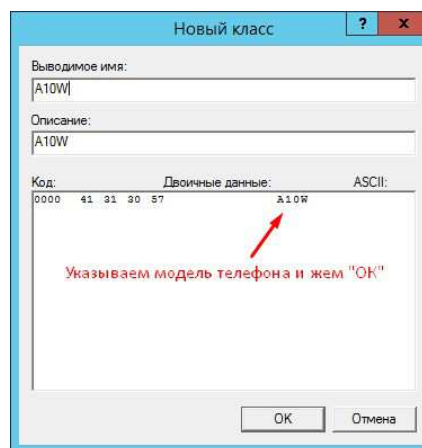 Новый класс ? x
Выводимое имя:
A10W
Описание:
A10W
Код: Двоичные данные: ASCII:
0000 41 31 30 57 A10W
Указываем модель телефона и жем "ОК"
OK Отмена